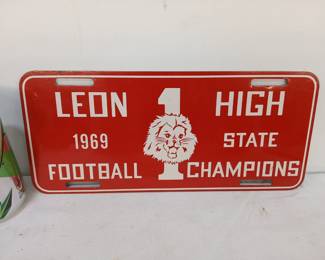 LEON 1 HIGH
1969 STATE
FOOTBALL CHAMPIONS